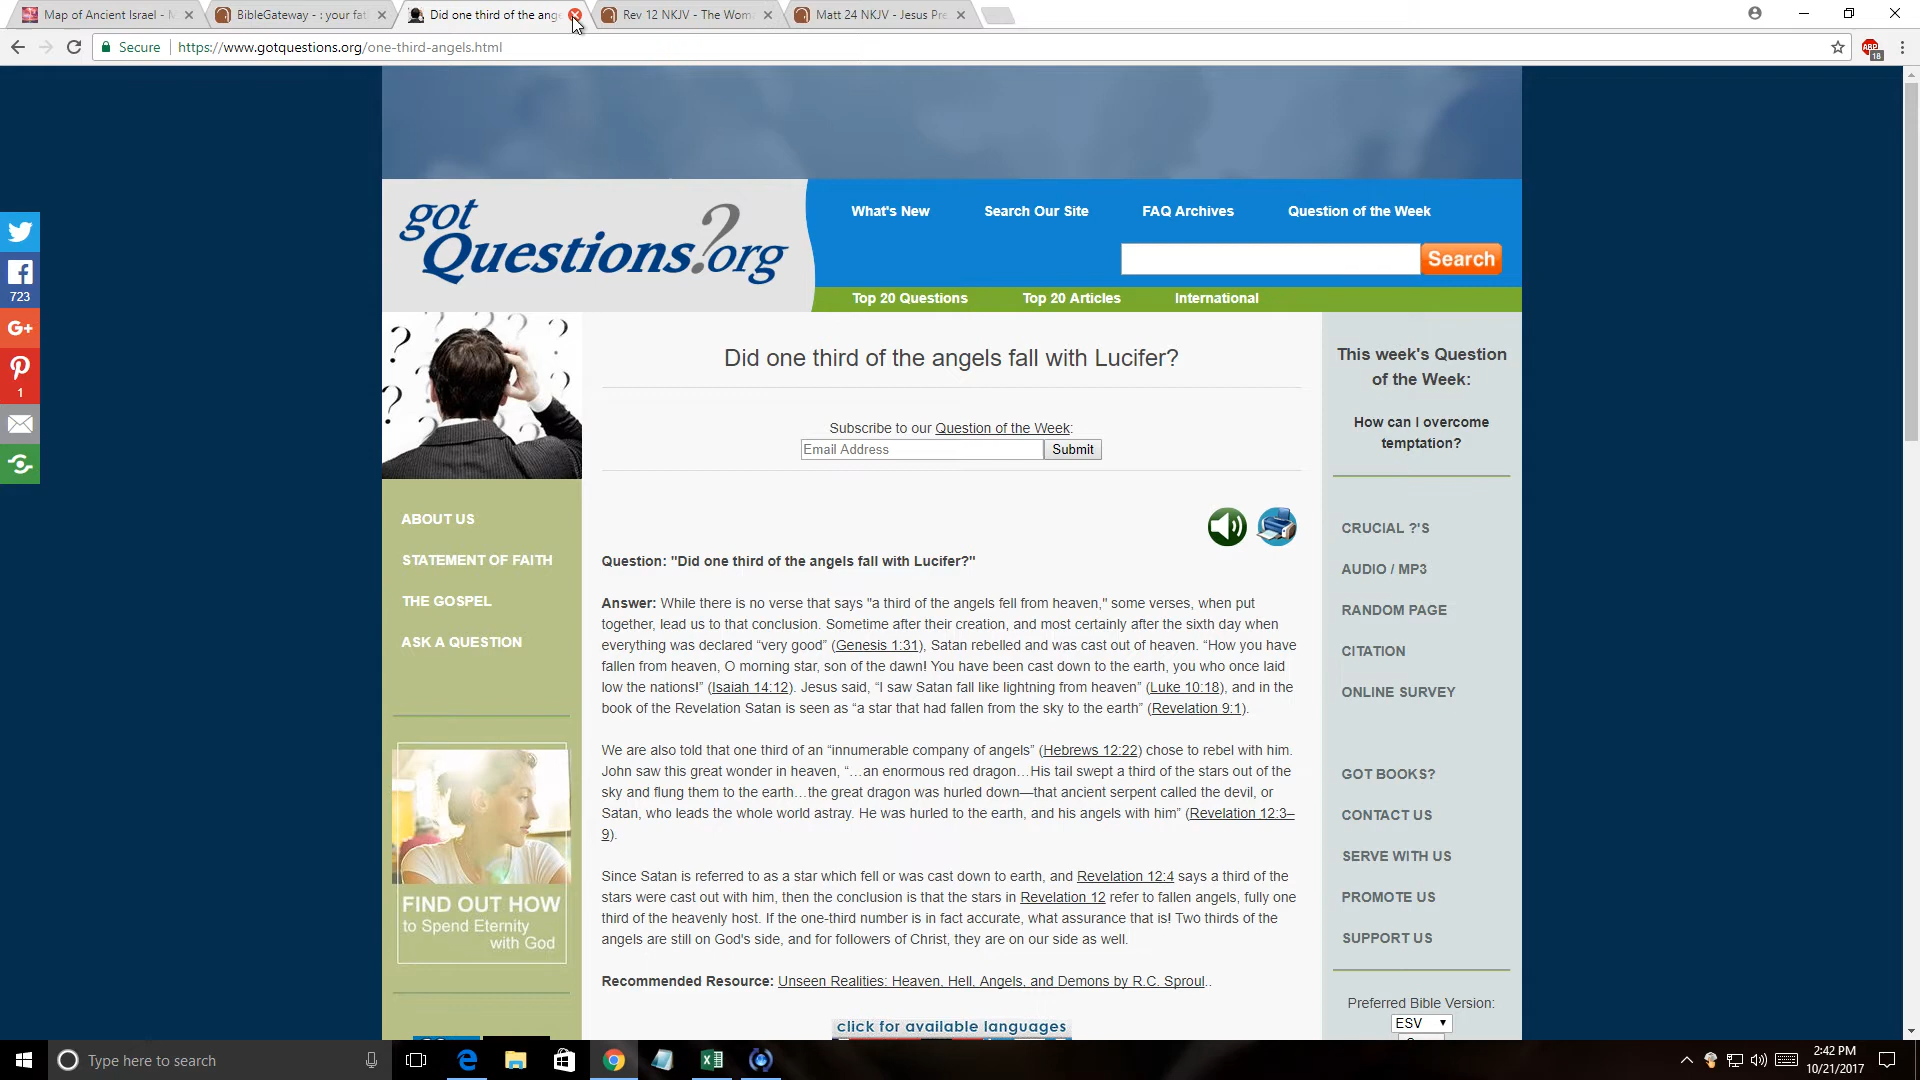 Map of Ancient Israel - M
BibleGateway - : your fat
Did one third of the ange
Rev 12 NKJV - The Wom
Matt 24 NKJV - Jesus Pre
Secure
https://www.gotquestions.org/one-third-angels.html
ABP
18
got
Questions?.org
What's New
Search Our Site
FAQ Archives
Question of the Week
Search
Top 20 Questions
Top 20 Articles
International
723
G+
1
Did one third of the angels fall with Lucifer?
Subscribe to our Question of the Week:
Email Address
Submit
This week's Question
of the Week:
How can I overcome
temptation?
ABOUT US
STATEMENT OF FAITH
THE GOSPEL
ASK A QUESTION
FIND OUT HOW
to Spend Eternity
with God
Question: "Did one third of the angels fall with Lucifer?"
Answer: While there is no verse that says "a third of the angels fell from heaven," some verses, when put
together, lead us to that conclusion. Sometime after their creation, and most certainly after the sixth day when
everything was declared “very good” (Genesis 1:31), Satan rebelled and was cast out of heaven. “How you have
fallen from heaven, O morning star, son of the dawn! You have been cast down to the earth, you who once laid
low the nations!” (Isaiah 14:12). Jesus said, “I saw Satan fall like lightning from heaven” (Luke 10:18), and in the
book of the Revelation Satan is seen as “a star that had fallen from the sky to the earth” (Revelation 9:1).
We are also told that one third of an “innumerable company of angels” (Hebrews 12:22) chose to rebel with him.
John saw this great wonder in heaven, “…an enormous red dragon…His tail swept a third of the stars out of the
sky and flung them to the earth…the great dragon was hurled down—that ancient serpent called the devil, or
Satan, who leads the whole world astray. He was hurled to the earth, and his angels with him” (Revelation 12:3–
9).
Since Satan is referred to as a star which fell or was cast down to earth, and Revelation 12:4 says a third of the
stars were cast out with him, then the conclusion is that the stars in Revelation 12 refer to fallen angels, fully one
third of the heavenly host. If the one-third number is in fact accurate, what assurance that is! Two thirds of the
angels are still on God's side, and for followers of Christ, they are on our side as well.
Recommended Resource: Unseen Realities: Heaven, Hell, Angels, and Demons by R.C. Sproul..
click for available languages
CRUCIAL ?'S
AUDIO / MP3
RANDOM PAGE
CITATION
ONLINE SURVEY
GOT BOOKS?
CONTACT US
SERVE WITH US
PROMOTE US
SUPPORT US
Preferred Bible Version:
ESV
Type here to search
2:42 PM
10/21/2017